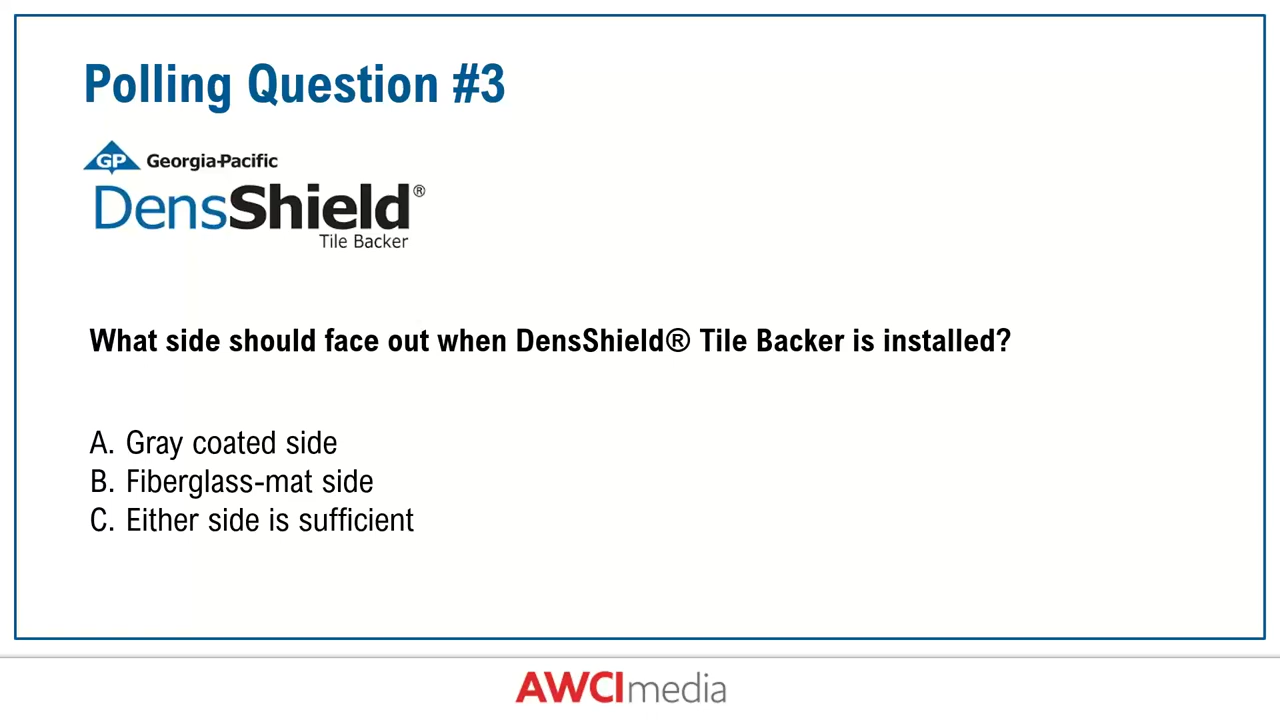 Polling Question #3
GP Georgia-Pacific
DensShield®
Tile Backer
What side should face out when DensShield® Tile Backer is installed?
A. Gray coated side
B. Fiberglass-mat side
C. Either side is sufficient
AWCImedia